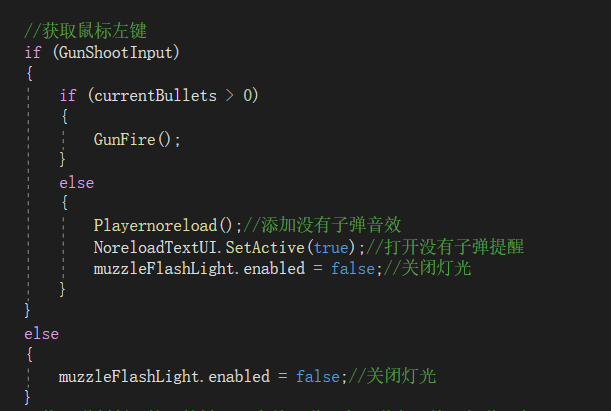 //获取鼠标左键
if (GunShootInput)
{
if (currentBullets > 0)
{
GunFire();
}
else
{
Playernoreload();//添加没有子弹音效
NoreloadTextUI.SetActive(true);//打开没有子弹提醒
muzzleFlashLight.enabled = false;//关闭灯光
}
}
else
{
muzzleFlashLight.enabled = false;//关闭灯光
}